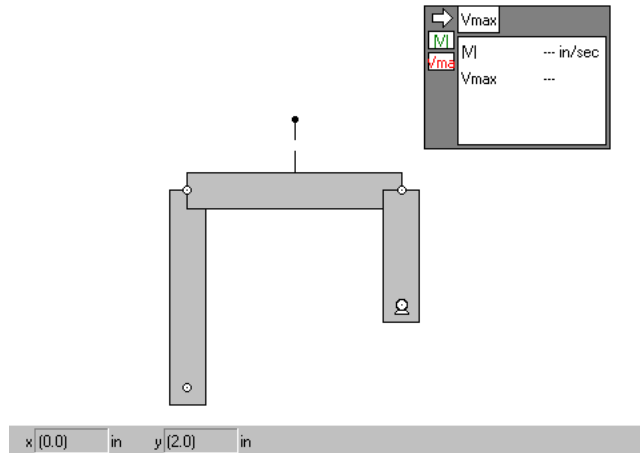 Vmax
|V|
Vma
|V| --- in/sec
Vmax ---
x (0.0) in y (2.0) in